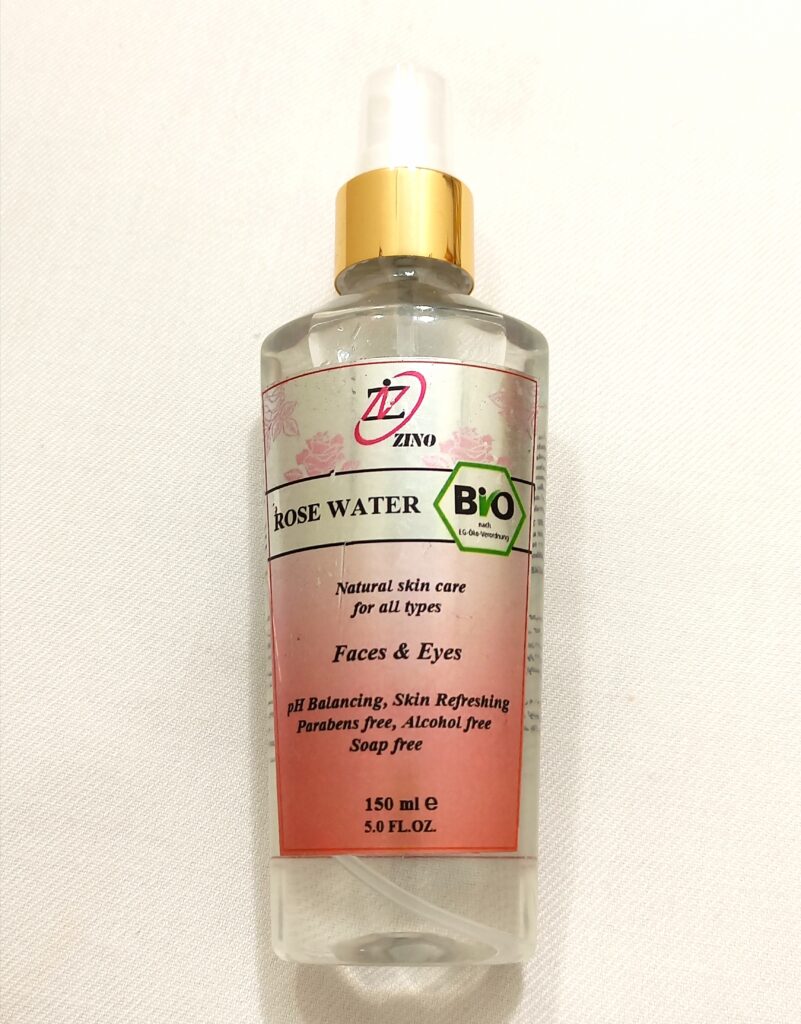 ZIZ
ZINO
ROSE WATER
BiO
nach
EG-Öko-Verordnung
Natural skin care
for all types
Faces & Eyes
pH Balancing, Skin Refreshing
Parabens free, Alcohol free
Soap free
150 ml ℮
5.0 FL.OZ.